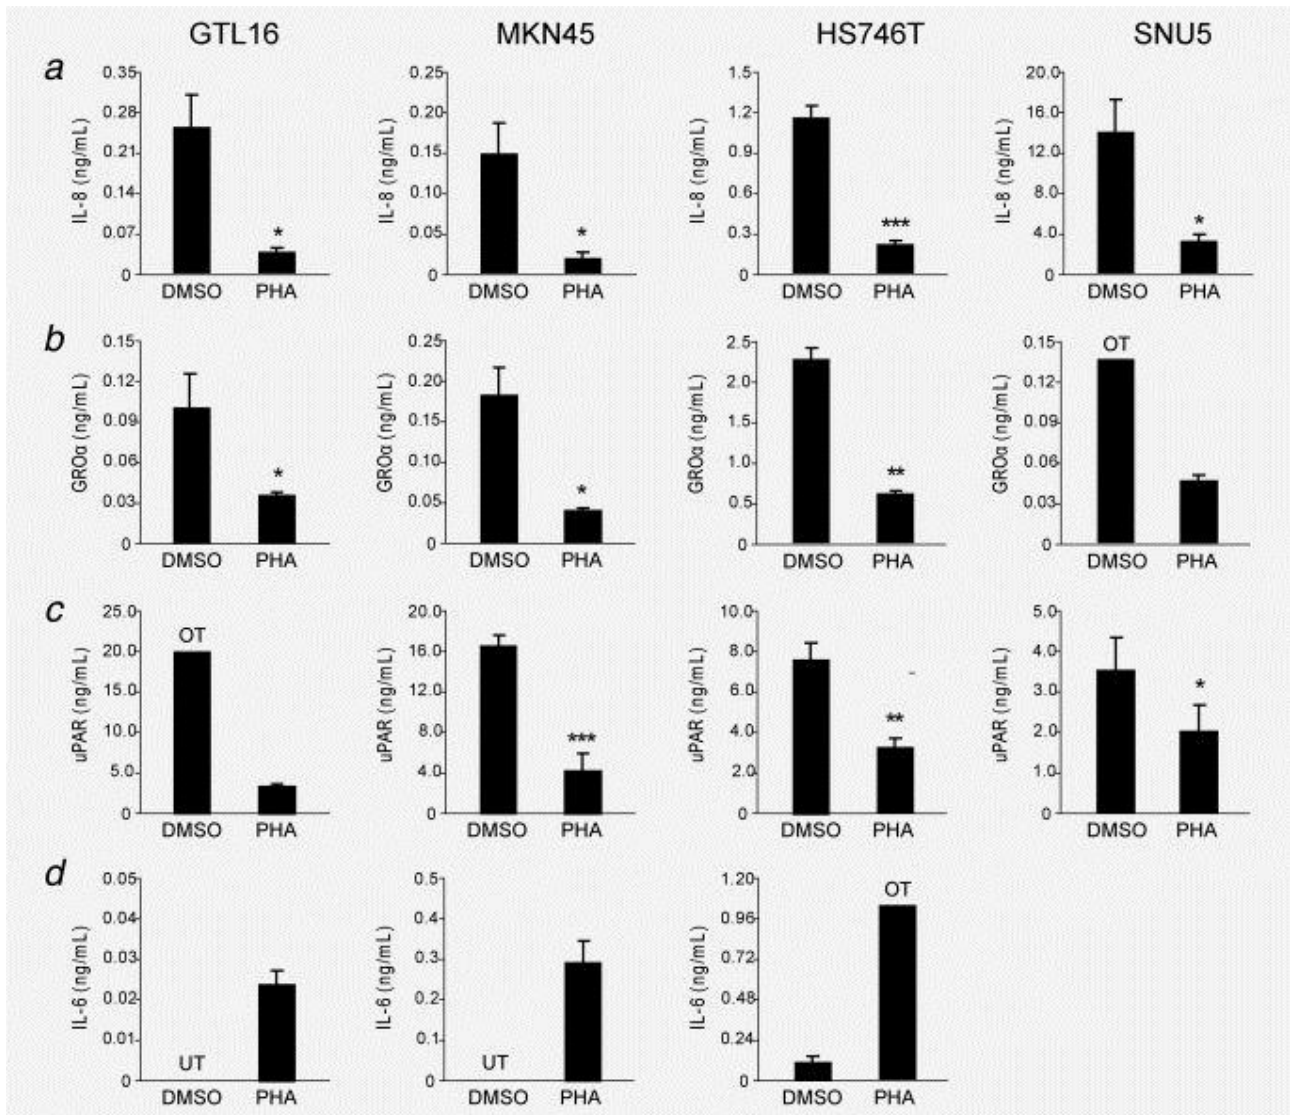 GTL16 MKN45 HS746T SNU5
a
IL-8 (ng/mL)
0.35
0.28
0.21
0.14
0.07
0
*
DMSO PHA
IL-8 (ng/mL)
0.25
0.20
0.15
0.10
0.05
0
*
DMSO PHA
IL-8 (ng/mL)
1.5
1.2
0.9
0.6
0.3
0
***
DMSO PHA
IL-8 (ng/mL)
20.0
16.0
12.0
8.0
4.0
0
*
DMSO PHA
b
GROα (ng/mL)
0.15
0.12
0.09
0.06
0.03
0
*
DMSO PHA
GROα (ng/mL)
0.25
0.20
0.15
0.10
0.05
0
*
DMSO PHA
GROα (ng/mL)
2.5
2.0
1.5
1.0
0.5
0
**
DMSO PHA
GROα (ng/mL)
0.15
0.12
0.09
0.06
0.03
0
OT
DMSO PHA
c
uPAR (ng/mL)
25.0
20.0
15.0
10.0
5.0
0
OT
DMSO PHA
uPAR (ng/mL)
20.0
16.0
12.0
8.0
4.0
0
***
DMSO PHA
uPAR (ng/mL)
10.0
8.0
6.0
4.0
2.0
0
**
DMSO PHA
uPAR (ng/mL)
5.0
4.0
3.0
2.0
1.0
0
*
DMSO PHA
d
IL-6 (ng/mL)
0.05
0.04
0.03
0.02
0.01
0
UT
DMSO PHA
IL-6 (ng/mL)
0.5
0.4
0.3
0.2
0.1
0
UT
DMSO PHA
IL-6 (ng/mL)
1.20
0.96
0.72
0.48
0.24
0
OT
DMSO PHA